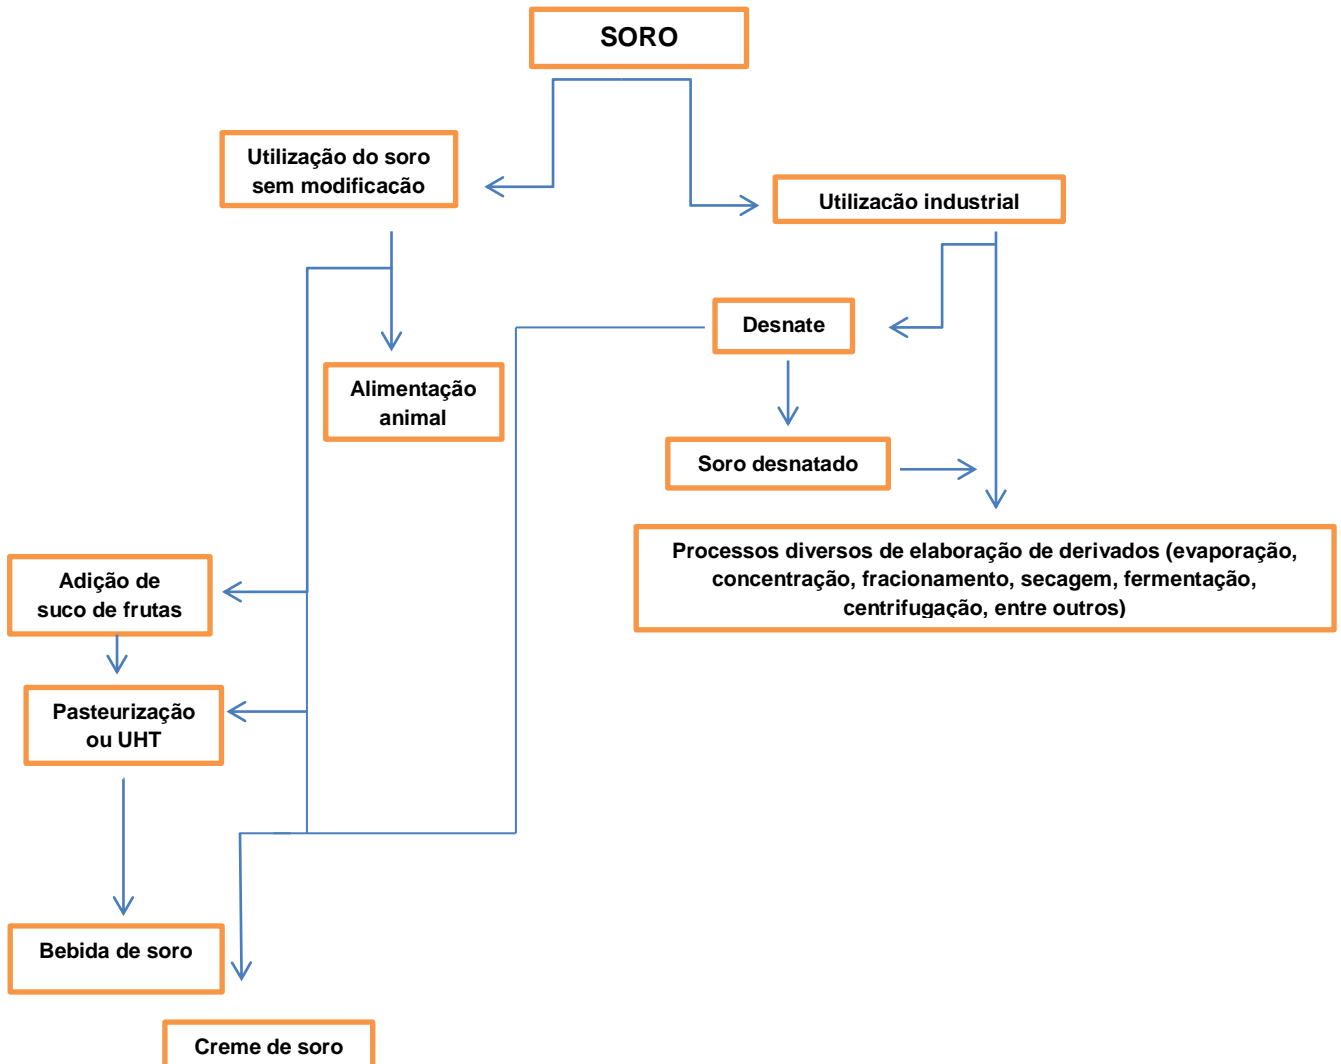 SORO
Utilização do soro
sem modificação
Utilizacão industrial
Desnate
Alimentação
animal
Soro desnatado
Processos diversos de elaboração de derivados (evaporação,
concentração, fracionamento, secagem, fermentação,
centrifugação, entre outros)
Adição de
suco de frutas
Pasteurização
ou UHT
Bebida de soro
Creme de soro